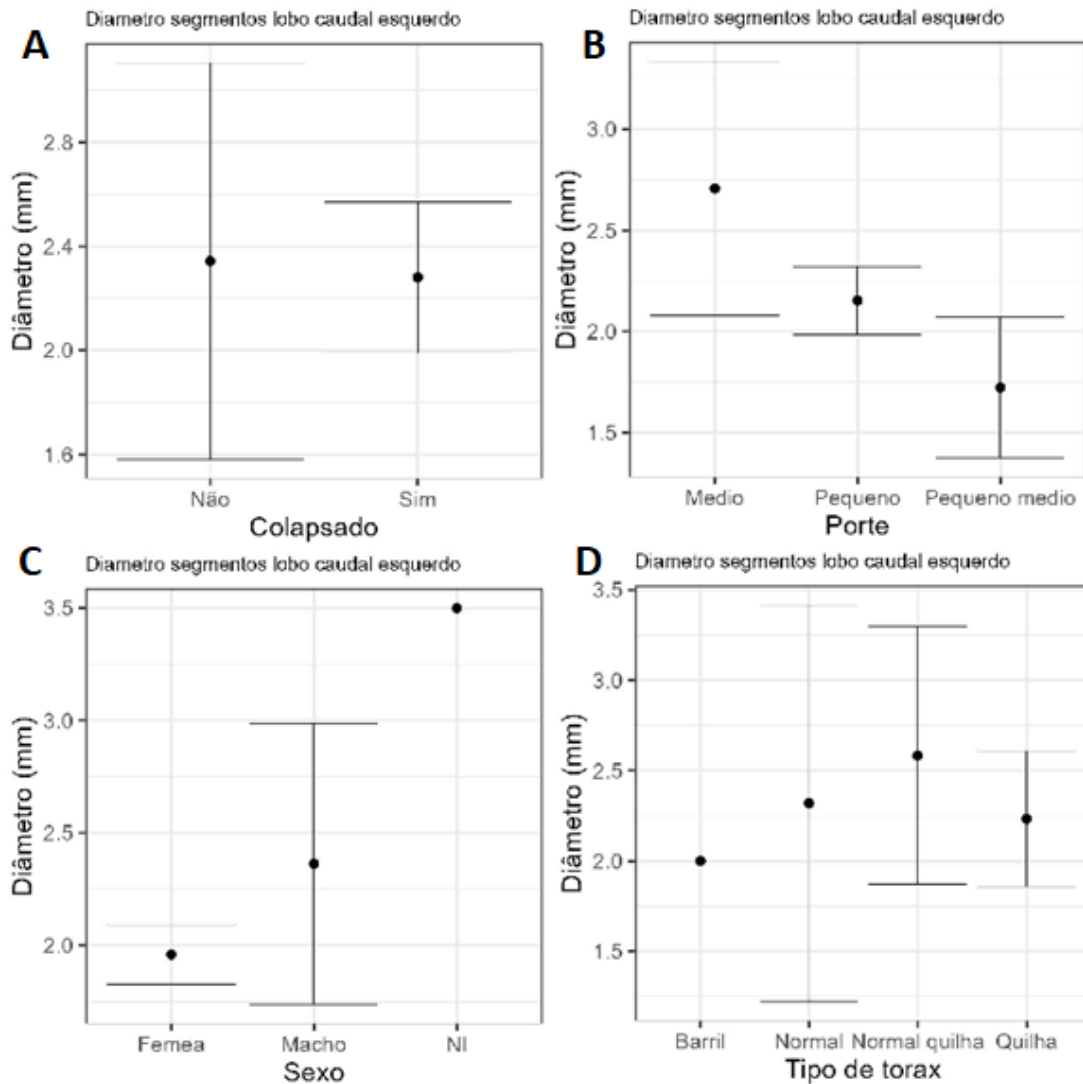 A
Diametro segmentos lobo caudal esquerdo
Diâmetro (mm)
2.8
2.4
2.0
1.6
Não Sim
Colapsado
B
Diametro segmentos lobo caudal esquerdo
Diâmetro (mm)
3.0
2.5
2.0
1.5
Medio Pequeno Pequeno medio
Porte
C
Diametro segmentos lobo caudal esquerdo
Diâmetro (mm)
3.5
3.0
2.5
2.0
Femea Macho NI
Sexo
D
Diametro segmentos lobo caudal esquerdo
Diâmetro (mm)
3.5
3.0
2.5
2.0
1.5
Barril Normal Normal quilha Quilha
Tipo de torax